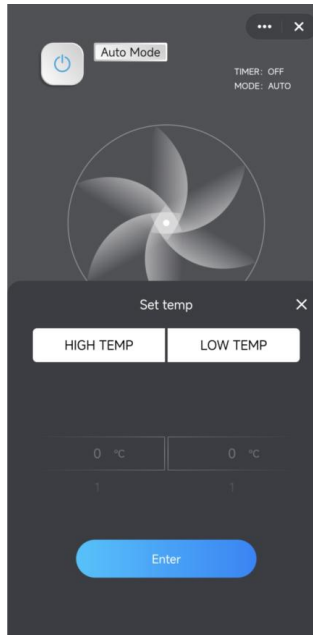 Auto Mode
TIMER: OFF
MODE: AUTO
Set temp
HIGH TEMP LOW TEMP
0 °C 0 °C
1 1
Enter